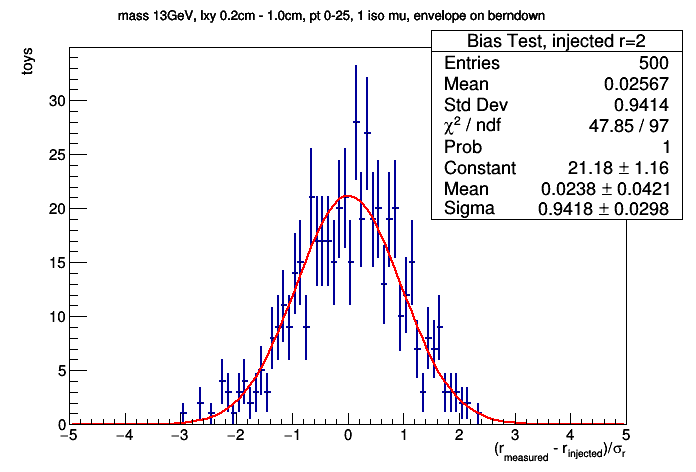 mass 13GeV, lxy 0.2cm - 1.0cm, pt 0-25, 1 iso mu, envelope on berndown
Bias Test, injected r=2
Entries 500
Mean 0.02567
Std Dev 0.9414
χ² / ndf 47.85 / 97
Prob 1
Constant 21.18 ± 1.16
Mean 0.0238 ± 0.0421
Sigma 0.9418 ± 0.0298
toys
30
25
20
15
10
5
0
−5 −4 −3 −2 −1 0 1 2 3 4 5
(r_measured - r_injected)/σ_r